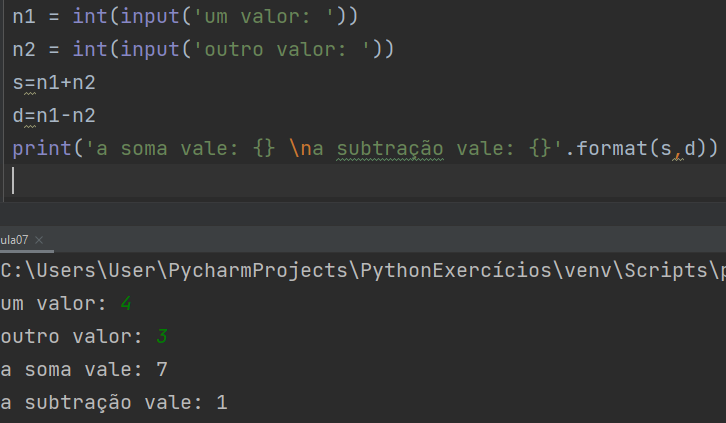 n1 = int(input('um valor: '))
n2 = int(input('outro valor: '))
s=n1+n2
d=n1-n2
print('a soma vale: {} \na subtração vale: {}'.format(s,d))
ula07 ×
C:\Users\User\PycharmProjects\PythonExercícios\venv\Scripts\p
um valor: 4
outro valor: 3
a soma vale: 7
a subtração vale: 1